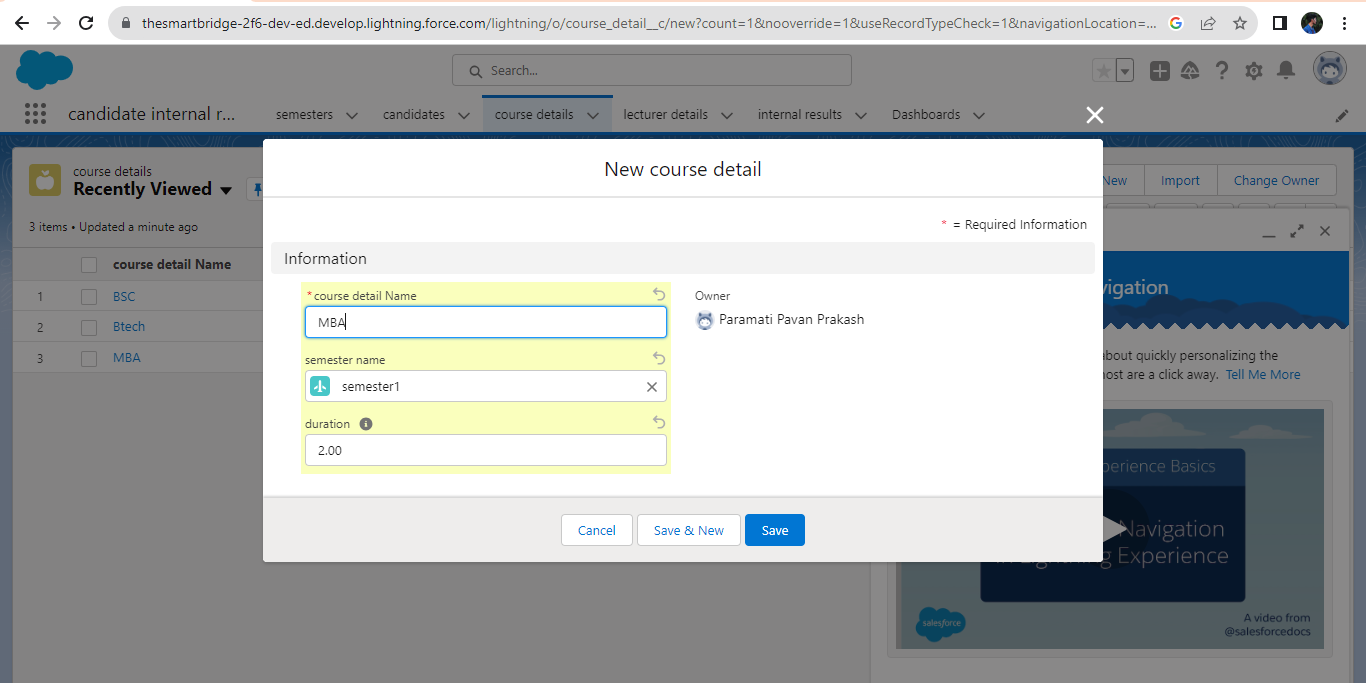 thesmartbridge-2f6-dev-ed.develop.lightning.force.com/lightning/o/course_detail__c/new?count=1&nooverride=1&useRecordTypeCheck=1&navigationLocation=...
Search...
candidate internal r...
semesters
candidates
course details
lecturer details
internal results
Dashboards
course details
Recently Viewed
New
Import
Change Owner
3 items • Updated a minute ago
course detail Name
1 BSC
2 Btech
3 MBA
New course detail
* = Required Information
Information
*course detail Name
MBA
Owner
Paramati Pavan Prakash
semester name
semester1
duration
2.00
Cancel
Save & New
Save
about quickly personalizing the
are a click away. Tell Me More
Basics
Navigation
Experience
salesforce
A video from
@salesforcedocs